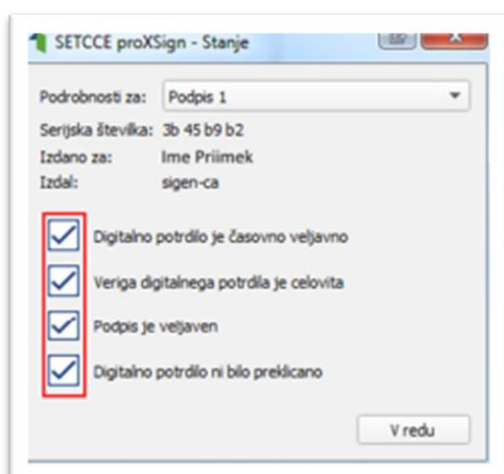 SETCCE proXSign - Stanje
Podrobnosti za: Podpis 1
Serijska številka: 3b 45 b9 b2
Izdano za: Ime Priimek
Izdal: sigen-ca
Digitalno potrdilo je časovno veljavno
Veriga digitalnega potrdila je celovita
Podpis je veljaven
Digitalno potrdilo ni bilo preklicano
V redu